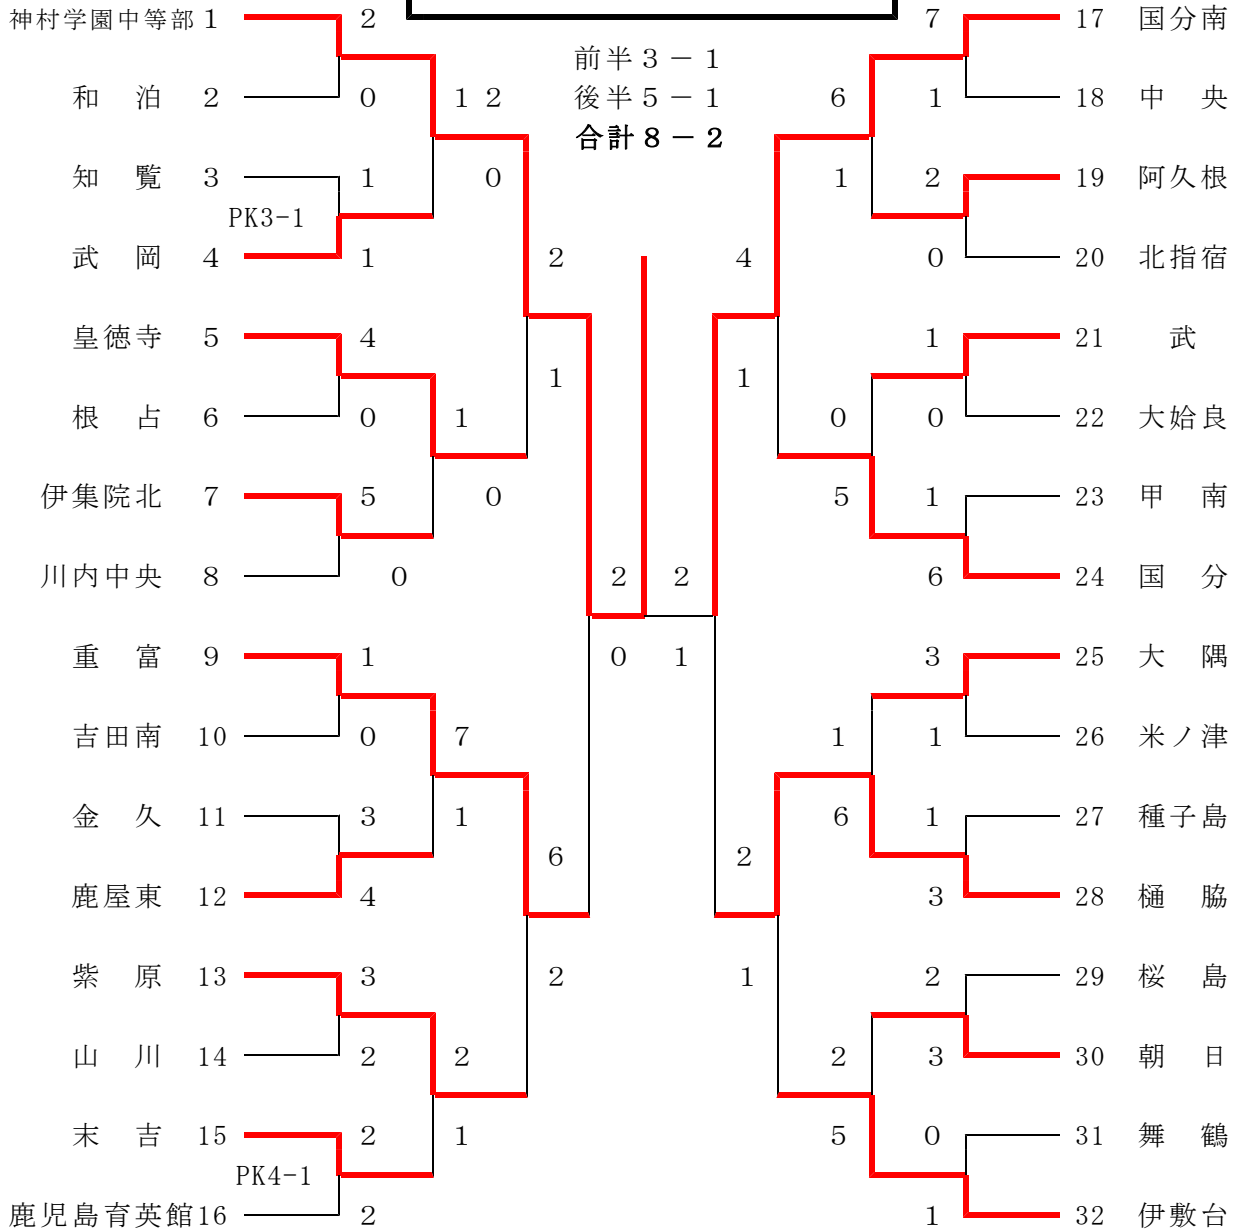 神村学園中等部 1 2 7 17 国分南
前半３－１
和 泊 2 0 1 2 後半５－１ 6 1 18 中 央
合計８－２
知 覧 3 1 0 1 2 19 阿久根
PK3-1
武 岡 4 1 2 4 0 20 北指宿
皇徳寺 5 4 1 21 武
1 1
根 占 6 0 1 0 0 22 大始良
伊集院北 7 5 0 5 1 23 甲 南
川内中央 8 0 2 2 6 24 国 分
重 富 9 1 0 1 3 25 大 隅
吉田南 10 0 7 1 1 26 米ノ津
金 久 11 3 1 6 1 27 種子島
6 2
鹿屋東 12 4 3 28 樋 脇
紫 原 13 3 2 1 2 29 桜 島
山 川 14 2 2 2 3 30 朝 日
末 吉 15 2 1 5 0 31 舞 鶴
PK4-1
鹿児島育英館 16 2 1 32 伊敷台